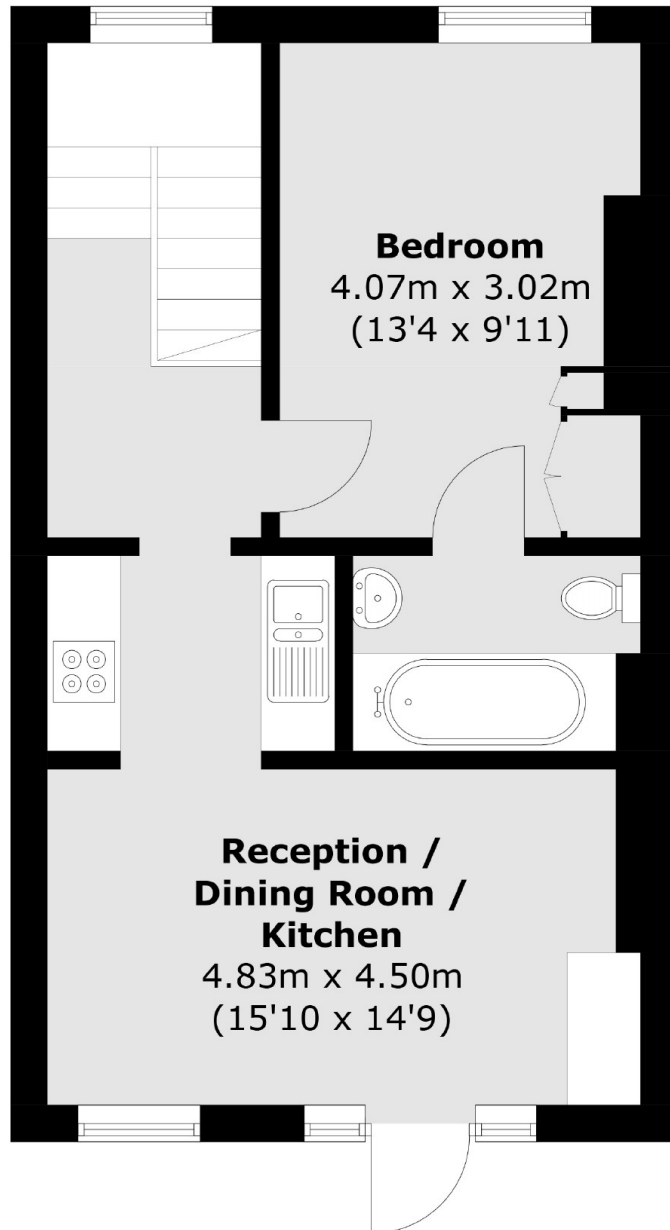 Bedroom
4.07m x 3.02m
(13'4 x 9'11)
Reception /
Dining Room /
Kitchen
4.83m x 4.50m
(15'10 x 14'9)